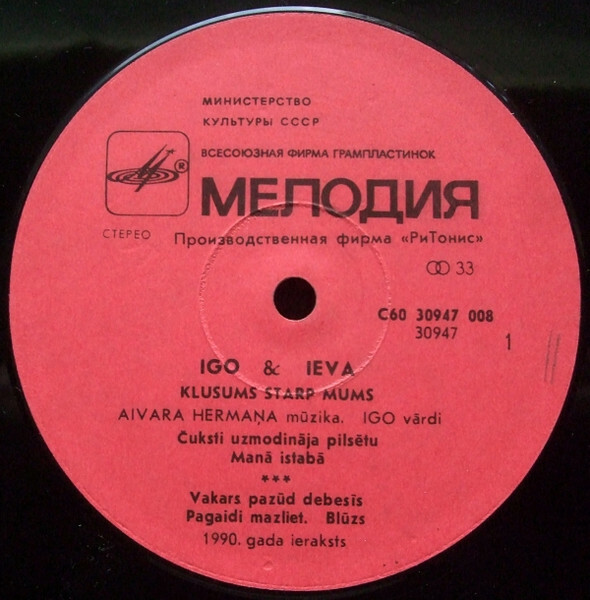 МИНИСТЕРСТВО
КУЛЬТУРЫ СССР
ВСЕСОЮЗНАЯ ФИРМА ГРАМПЛАСТИНОК
®
МЕЛОДИЯ
СТЕРЕО
Производственная фирма «РиТонис»
33
С60 30947 008
30947
1
IGO & IEVA
KLUSUMS STARP MUMS
AIVARA HERMAŅA mūzika. IGO vārdi
Čuksti uzmodināja pilsētu
Manā istabā
***
Vakars pazūd debesīs
Pagaidi mazliet. Blūzs
1990. gada ieraksts